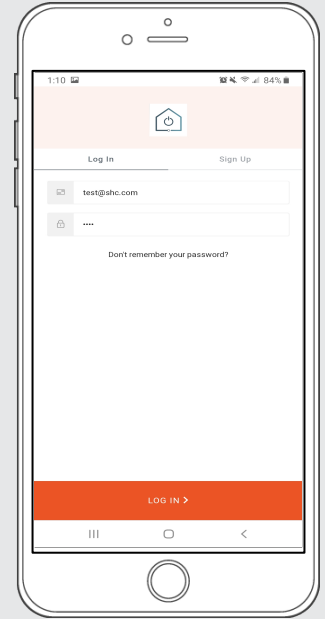 1:10 84%
Log In Sign Up
test@shc.com
••••
Don't remember your password?
LOG IN >